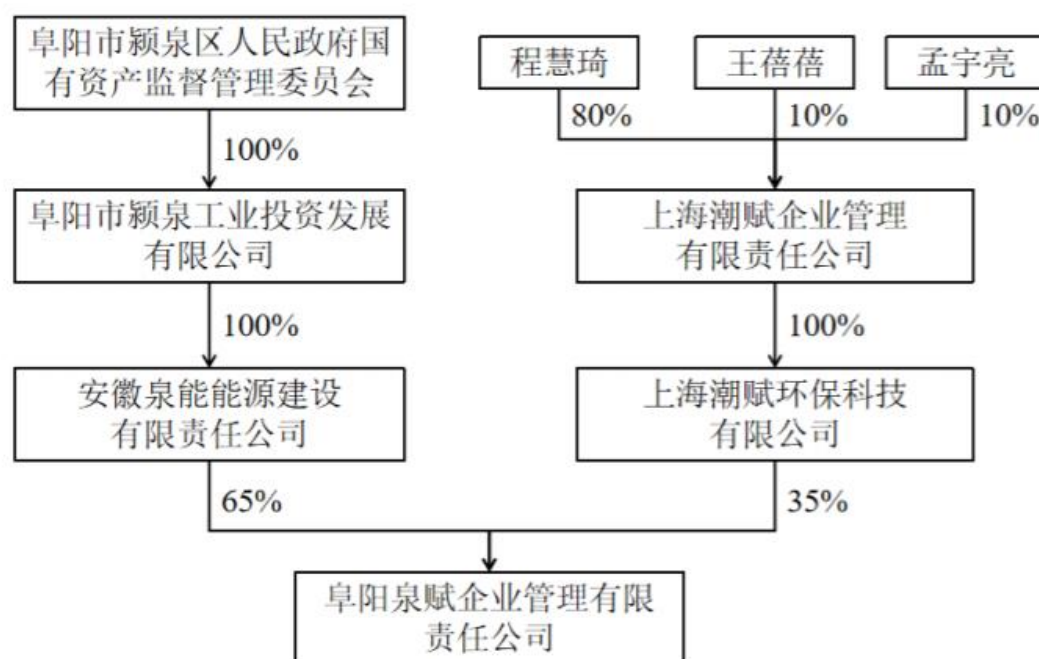 阜阳市颍泉区人民政府国
有资产监督管理委员会
程慧琦
王蓓蓓
孟宇亮
80%
10%
10%
100%
阜阳市颍泉工业投资发展
有限公司
上海潮赋企业管理
有限责任公司
100%
100%
安徽泉能能源建设
有限责任公司
上海潮赋环保科技
有限公司
65%
35%
阜阳泉赋企业管理有限
责任公司